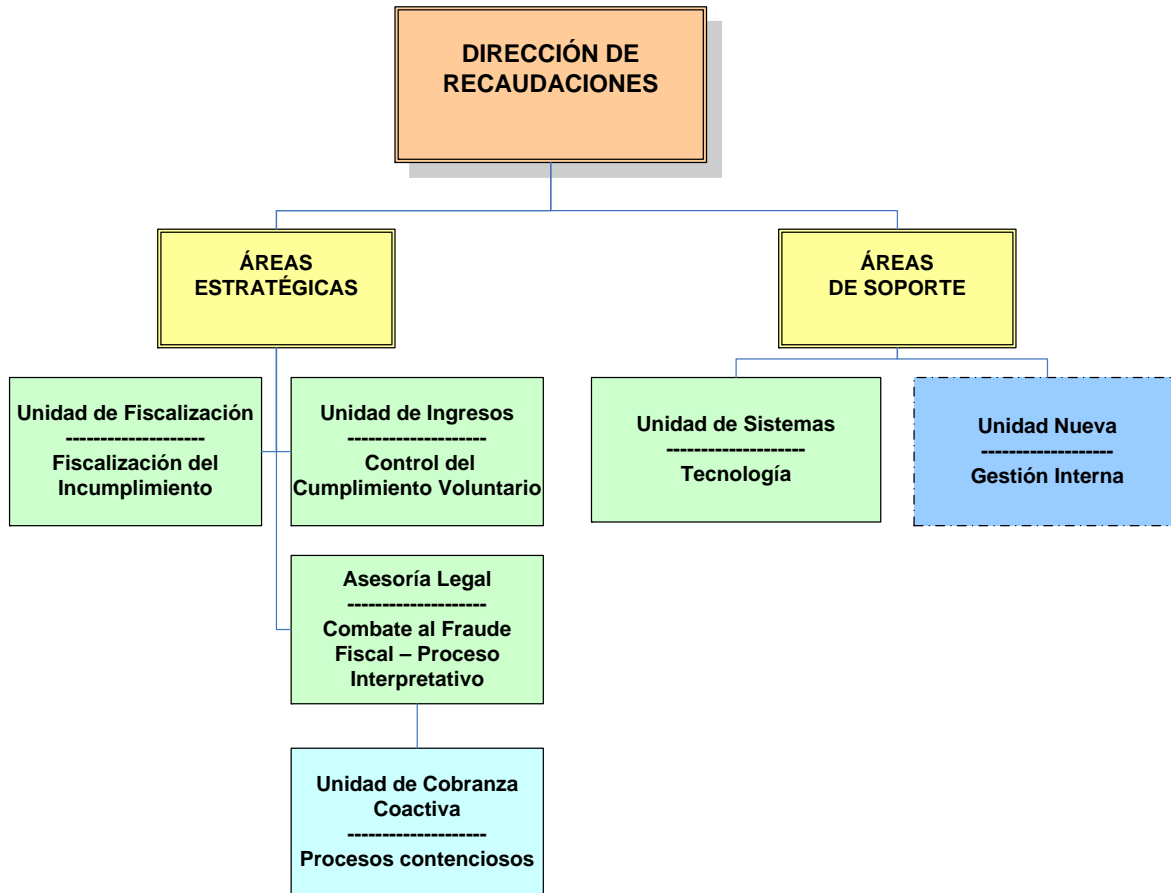 DIRECCIÓN DE
RECAUDACIONES
ÁREAS
ESTRATÉGICAS
ÁREAS
DE SOPORTE
Unidad de Fiscalización
--------------------
Fiscalización del
Incumplimiento
Unidad de Ingresos
--------------------
Control del
Cumplimiento Voluntario
Unidad de Sistemas
--------------------
Tecnología
Unidad Nueva
-------------------
Gestión Interna
Asesoría Legal
--------------------
Combate al Fraude
Fiscal – Proceso
Interpretativo
Unidad de Cobranza
Coactiva
--------------------
Procesos contenciosos